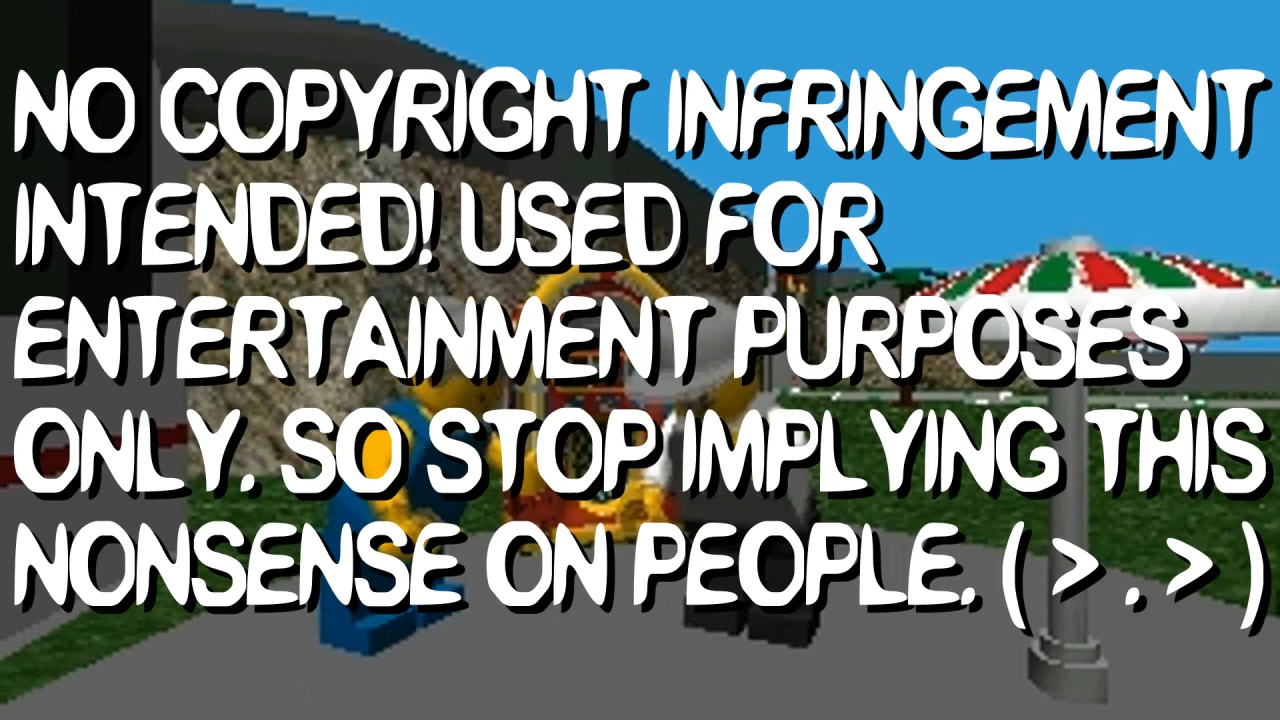 NO COPYRIGHT INFRINGEMENT
INTENDED! USED FOR
ENTERTAINMENT PURPOSES
ONLY. SO STOP IMPLYING THIS
NONSENSE ON PEOPLE. ( > . > )